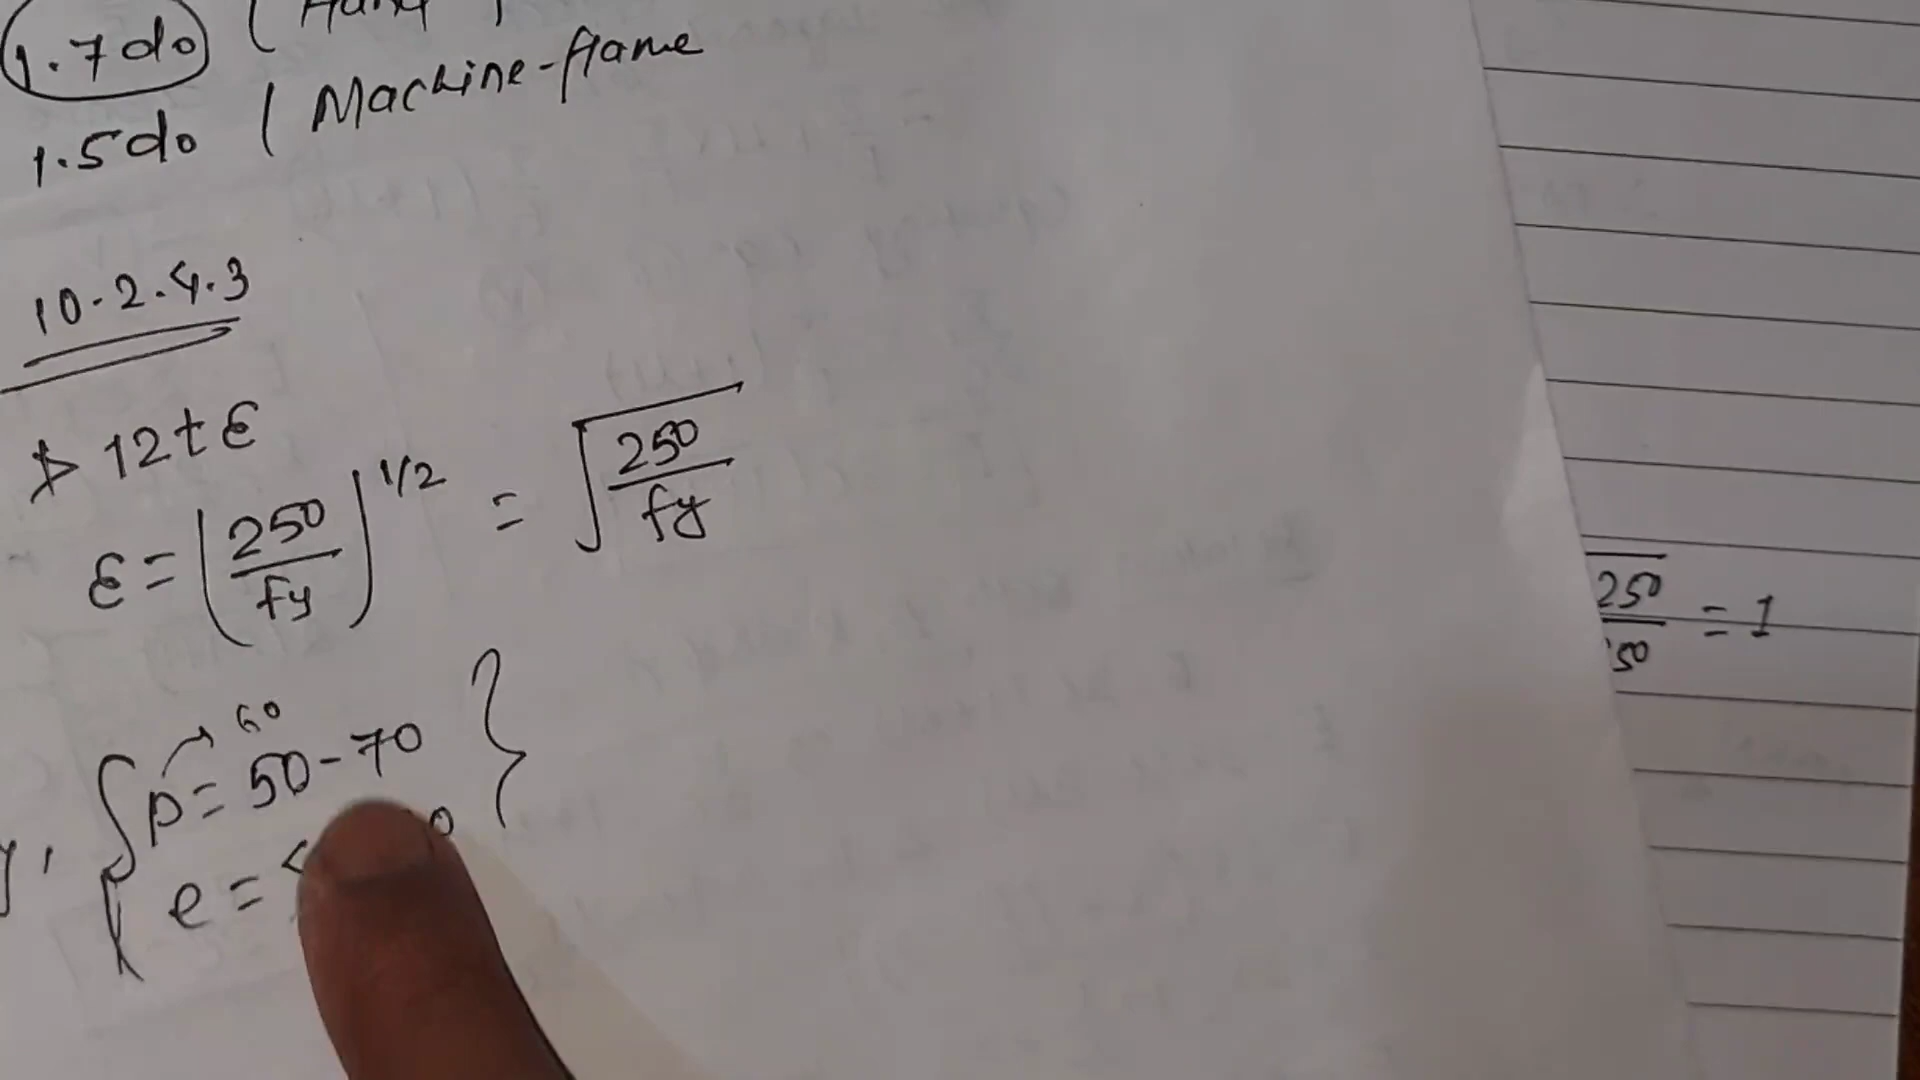 1.7do (
1.5do ( Machine-flame
10.2.4.3
≯ 12tε
ε = (250/fy)^1/2 = √(250/fy)
60
p = 50-70
e =
250 = 1